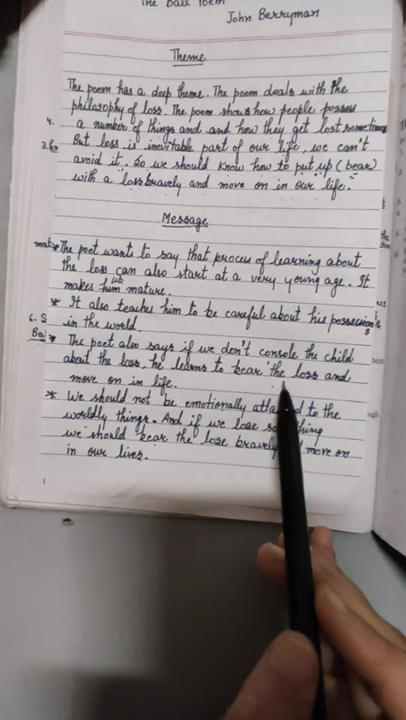 The Ball Poem
John Berryman
Theme
The poem has a deep theme. The poem deals with the
philosophy of loss. The poem shows how people possess
a number of things and and how they get lost sometimes
But loss is inevitable part of our life, we can't
avoid it. So we should know how to put up (bear)
with a loss bravely and move on in our life.
Message
* The poet wants to say that process of learning about
the loss can also start at a very young age. It
makes him mature.
* It also teaches him to be careful about his possessions
in the world.
* The poet also says if we don't console the child
about the loss, he learns to bear the loss and
move on in life.
* We should not be emotionally to the
worldly things. And if we lose
we should bear the lose bravely move on
in our lives.